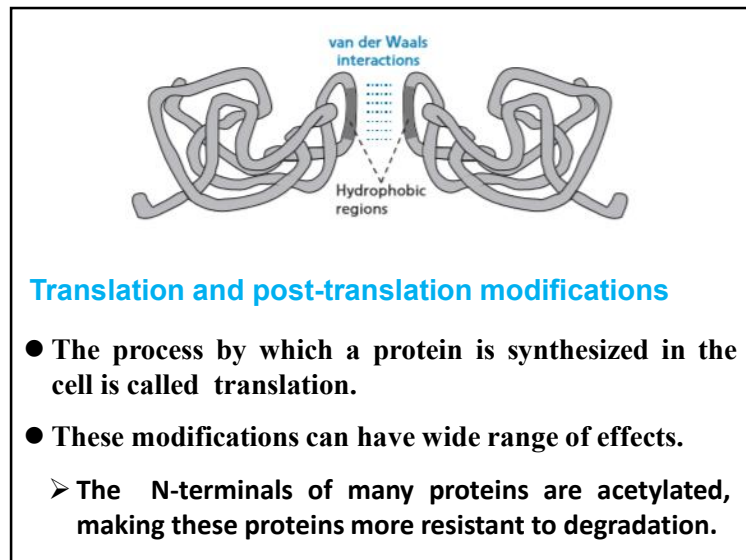 van der Waals
interactions
Hydrophobic
regions
Translation and post-translation modifications
● The process by which a protein is synthesized in the
cell is called translation.
● These modifications can have wide range of effects.
➢ The N-terminals of many proteins are acetylated,
making these proteins more resistant to degradation.